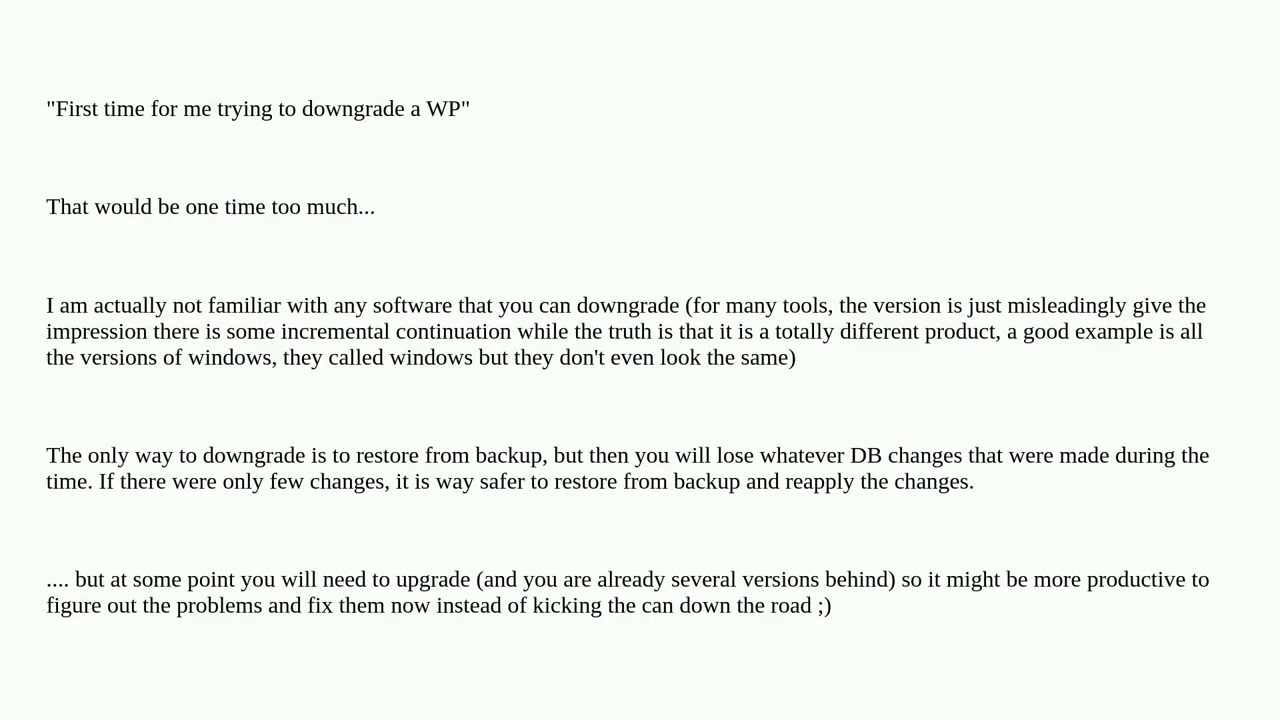 "First time for me trying to downgrade a WP"
That would be one time too much...
I am actually not familiar with any software that you can downgrade (for many tools, the version is just misleadingly give the
impression there is some incremental continuation while the truth is that it is a totally different product, a good example is all
the versions of windows, they called windows but they don't even look the same)
The only way to downgrade is to restore from backup, but then you will lose whatever DB changes that were made during the
time. If there were only few changes, it is way safer to restore from backup and reapply the changes.
.... but at some point you will need to upgrade (and you are already several versions behind) so it might be more productive to
figure out the problems and fix them now instead of kicking the can down the road ;)